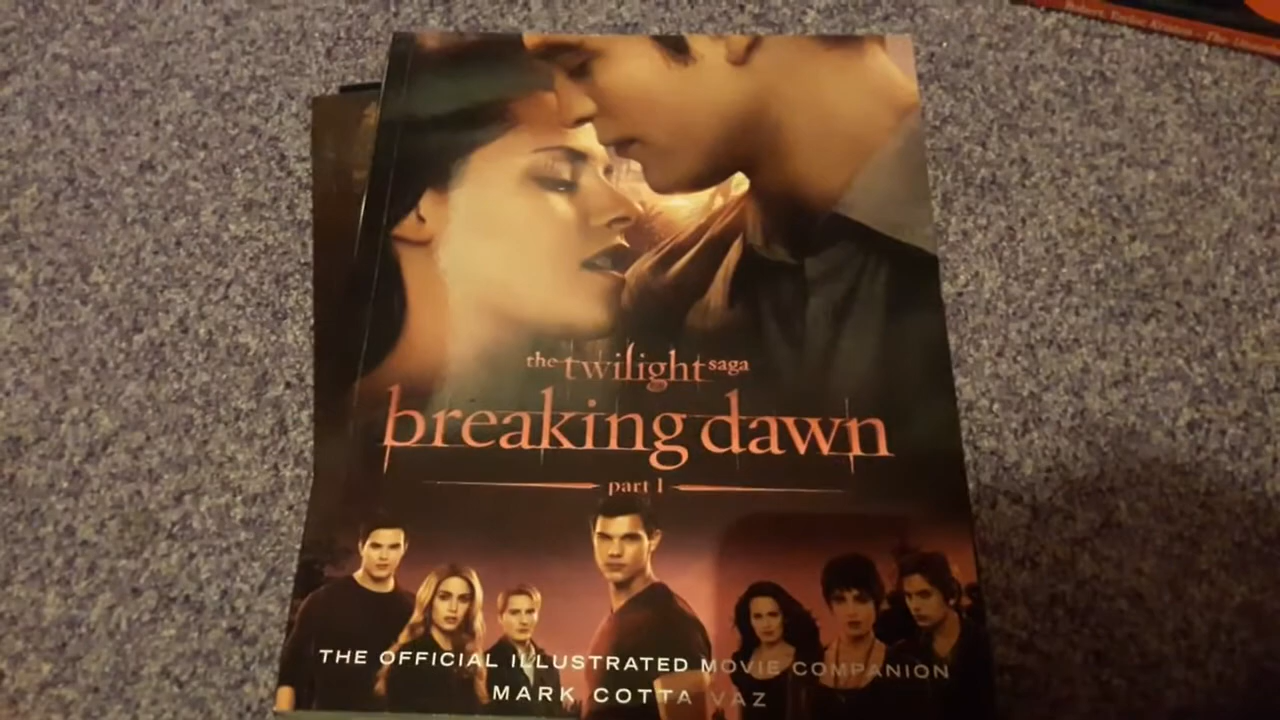 the twilight saga
breaking dawn
part 1
THE OFFICIAL ILLUSTRATED MOVIE COMPANION
MARK COTTA VAZ